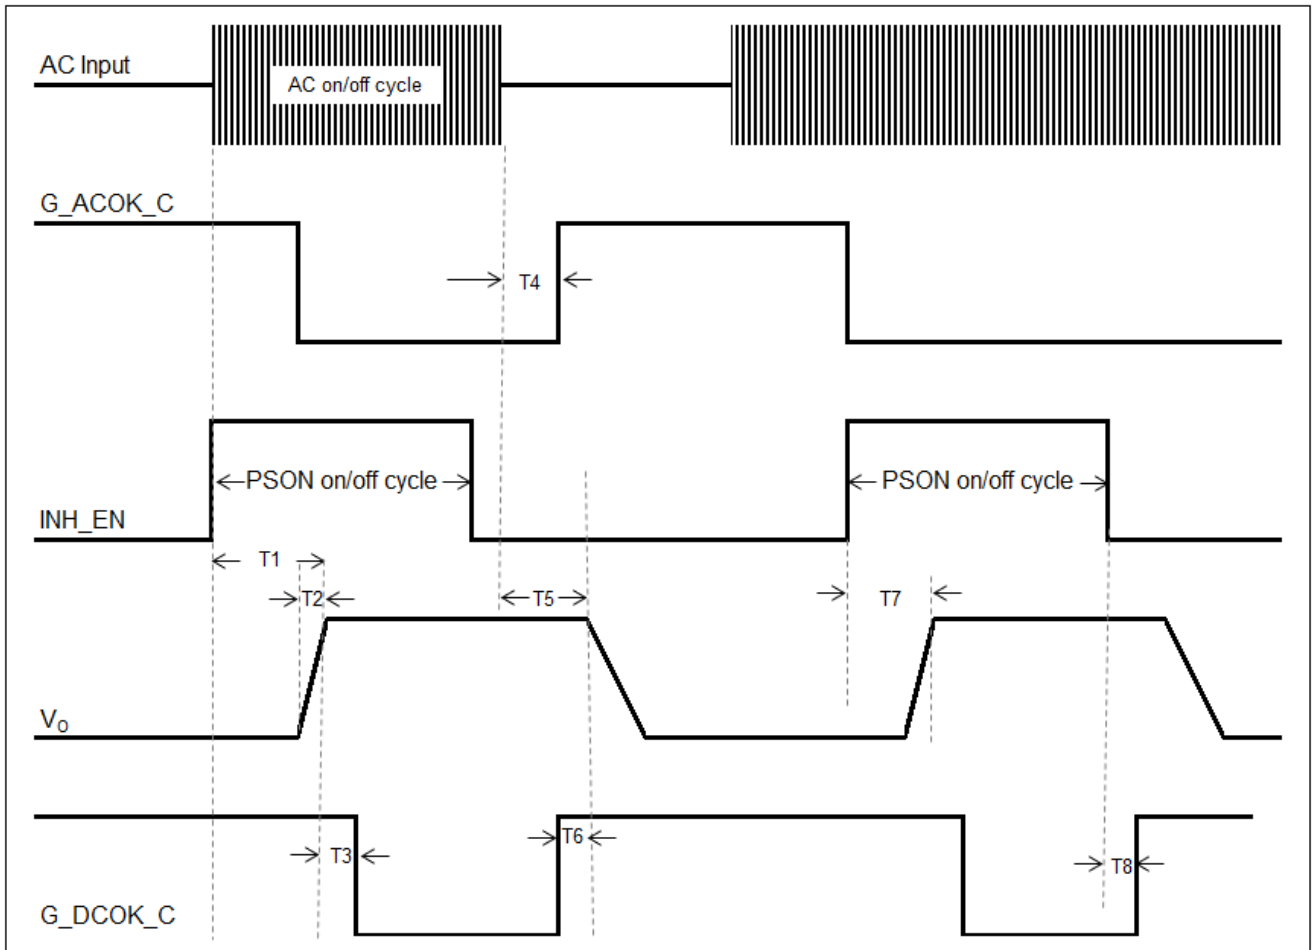 AC Input
AC on/off cycle
G_ACOK_C
T4
PSON on/off cycle
PSON on/off cycle
INH_EN
T1
T2
T5
T7
V₀
T6
T3
T8
G_DCOK_C